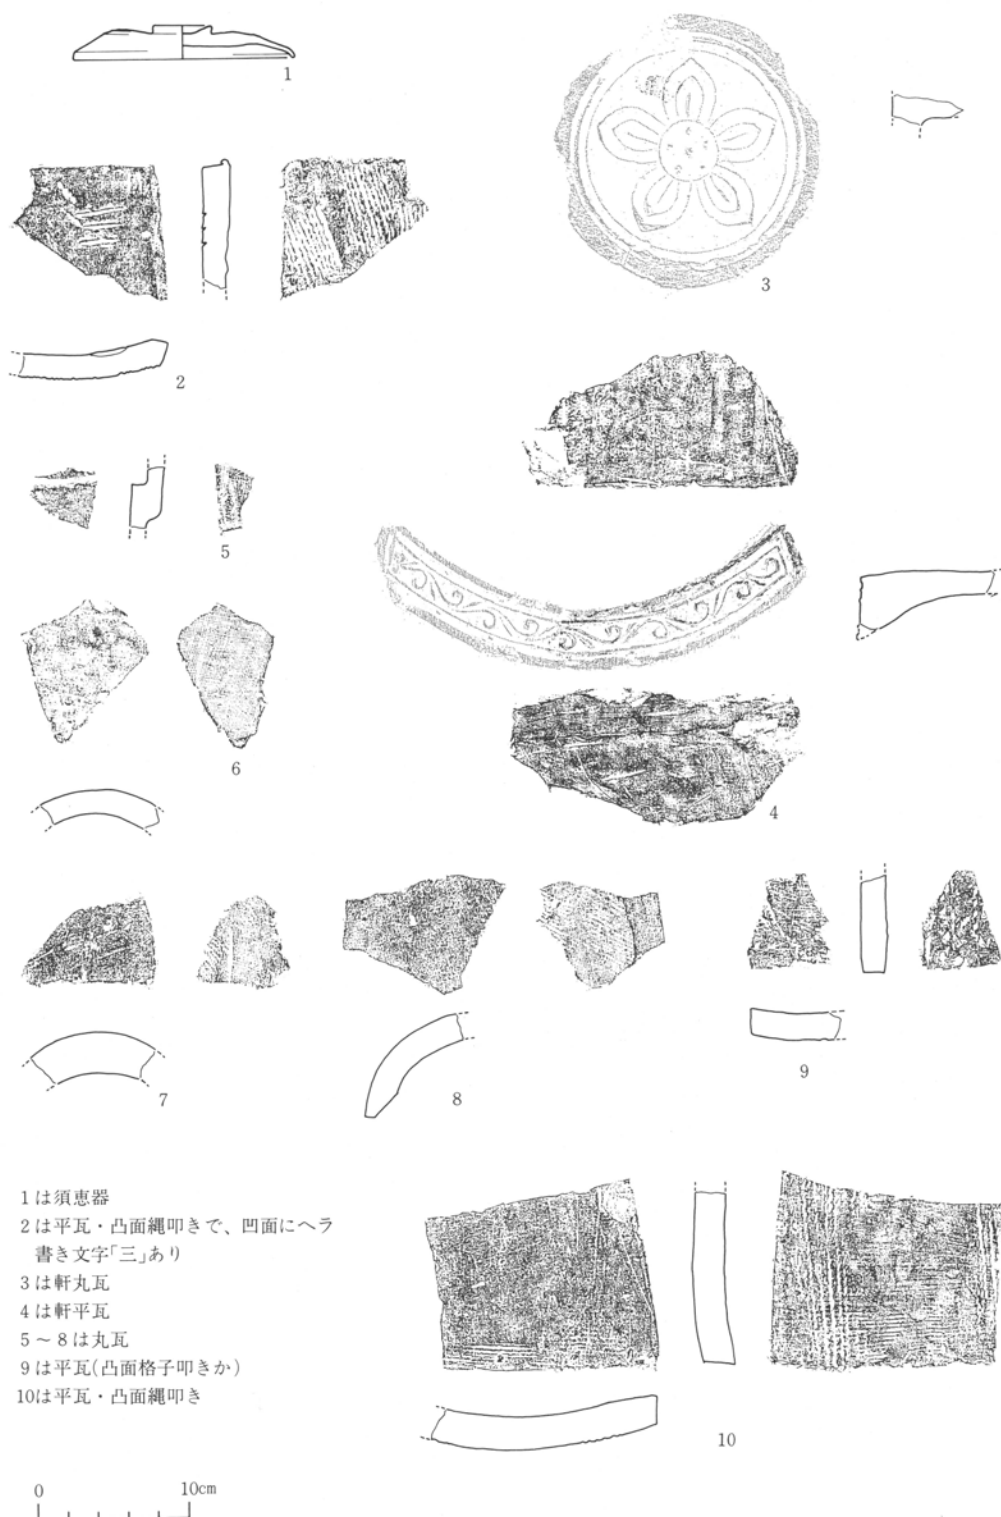 1
2
3
4
5
6
7
8
9
10
1は須恵器
2は平瓦・凸面縄叩きで、凹面にヘラ
書き文字「三」あり
3は軒丸瓦
4は軒平瓦
5～8は丸瓦
9は平瓦(凸面格子叩きか)
10は平瓦・凸面縄叩き
0 10cm